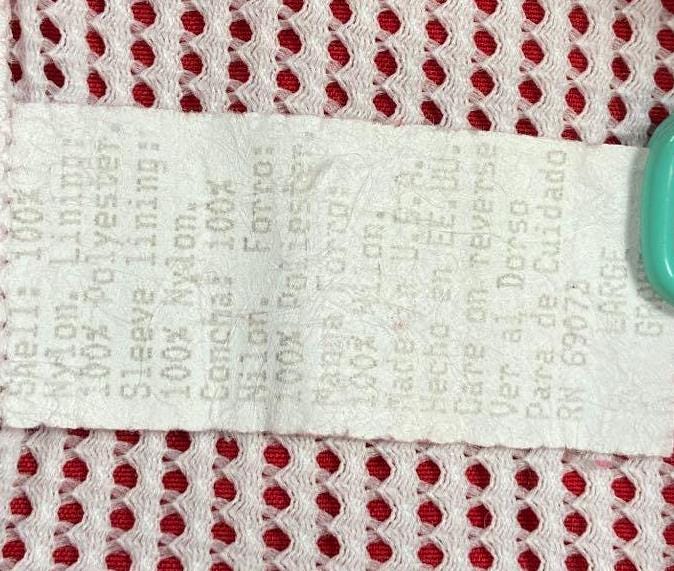 Shell: 100%
Nylon. Lining:
100% Polyester.
Sleeve lining:
100% Nylon.
Concha: 100%
Nilon. Forro:
100% Poliester.
Manga Forro:
100% Nilon.
Made in U.S.A.
Hecho en EE.UU.
Care on reverse
Ver al Dorso
Para de Cuidado
RN 6907
LARGE